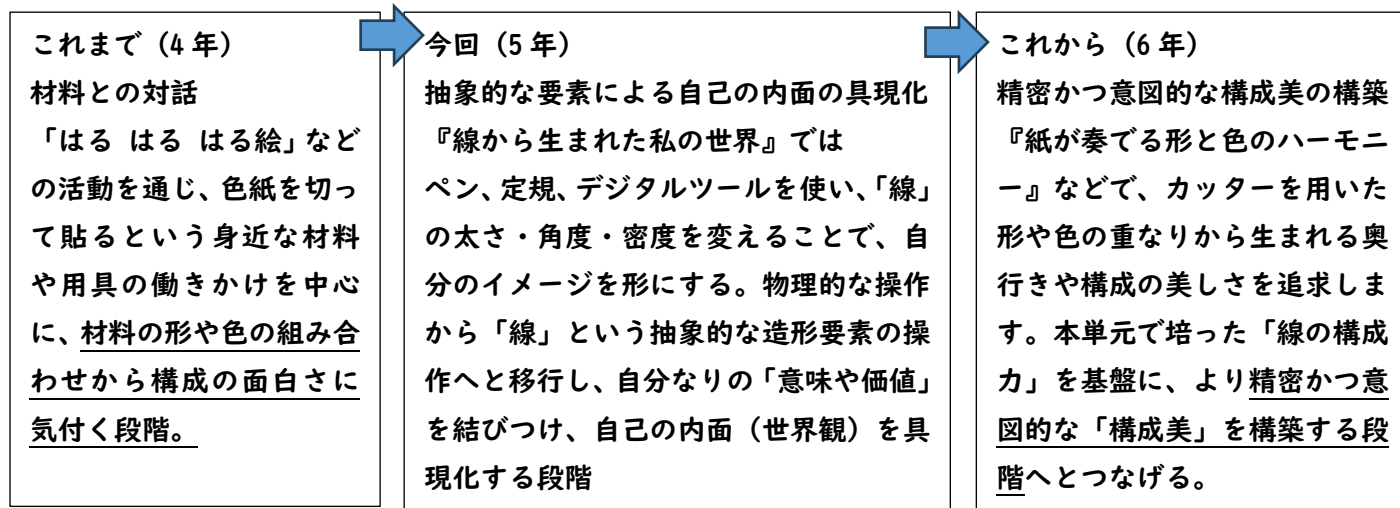 これまで（4年）
材料との対話
「はる はる はる絵」など
の活動を通じ、色紙を切っ
て貼るという身近な材料
や用具の働きかけを中心
に、材料の形や色の組み合
わせから構成の面白さに
気付く段階。
今回（5年）
抽象的な要素による自己の内面の具現化
『線から生まれた私の世界』では
ペン、定規、デジタルツールを使い、「線」
の太さ・角度・密度を変えることで、自
分のイメージを形にする。物理的な操作
から「線」という抽象的な造形要素の操
作へと移行し、自分なりの「意味や価値」
を結びつけ、自己の内面（世界観）を具
現化する段階
これから（6年）
精密かつ意図的な構成美の構築
『紙が奏でる形と色のハーモニ
ー』などで、カッターを用いた
形や色の重なりから生まれる奥
行きや構成の美しさを追求しま
す。本単元で培った「線の構成
力」を基盤に、より精密かつ意
図的な「構成美」を構築する段
階へとつなげる。